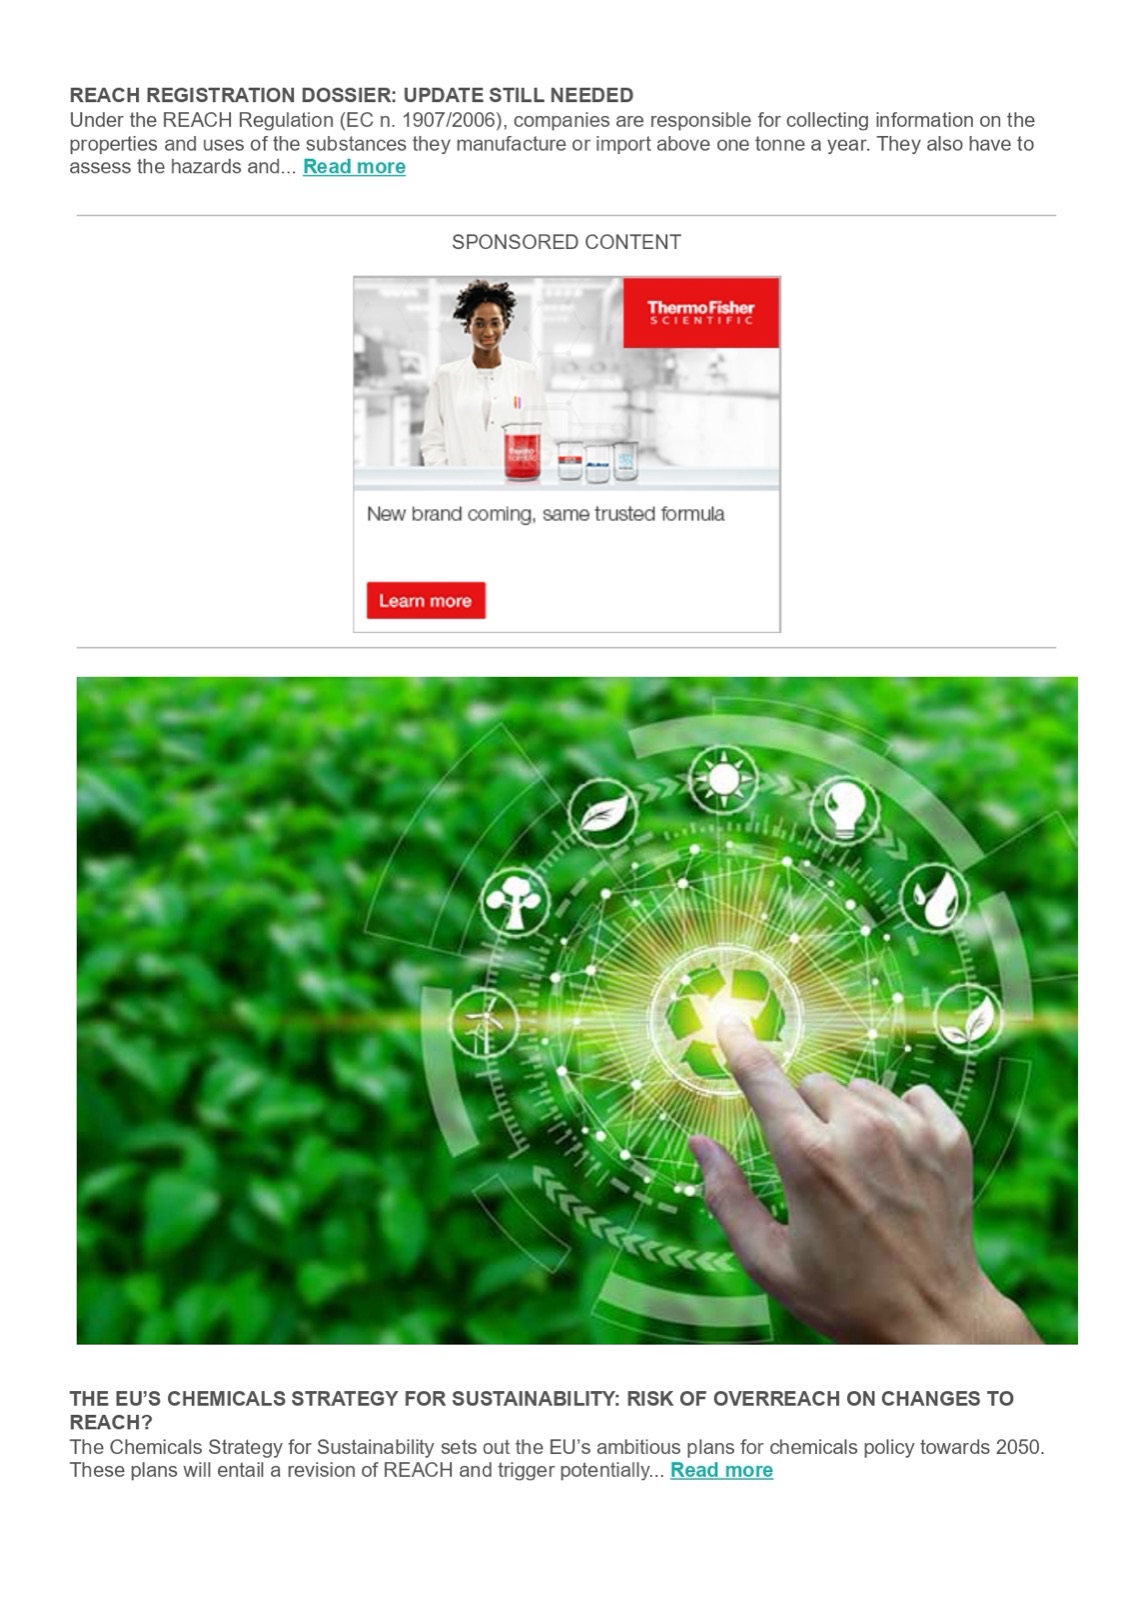 REACH REGISTRATION DOSSIER: UPDATE STILL NEEDED
Under the REACH Regulation (EC n. 1907/2006), companies are responsible for collecting information on the
properties and uses of the substances they manufacture or import above one tonne a year. They also have to
assess the hazards and... Read more
SPONSORED CONTENT
ThermoFisher
SCIENTIFIC
New brand coming, same trusted formula
Learn more
THE EU’S CHEMICALS STRATEGY FOR SUSTAINABILITY: RISK OF OVERREACH ON CHANGES TO
REACH?
The Chemicals Strategy for Sustainability sets out the EU’s ambitious plans for chemicals policy towards 2050.
These plans will entail a revision of REACH and trigger potentially... Read more